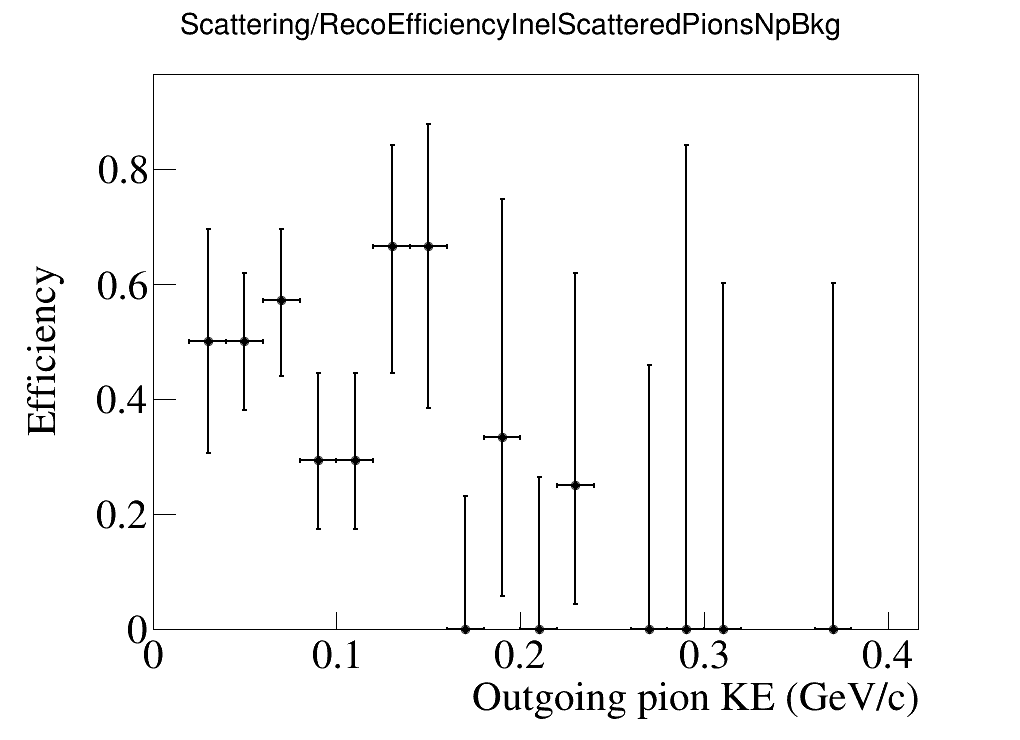 Scattering/RecoEfficiencyInelScatteredPionsNpBkg
0.8
0.6
0.4
0.2
0
Efficiency
0 0.1 0.2 0.3 0.4
Outgoing pion KE (GeV/c)